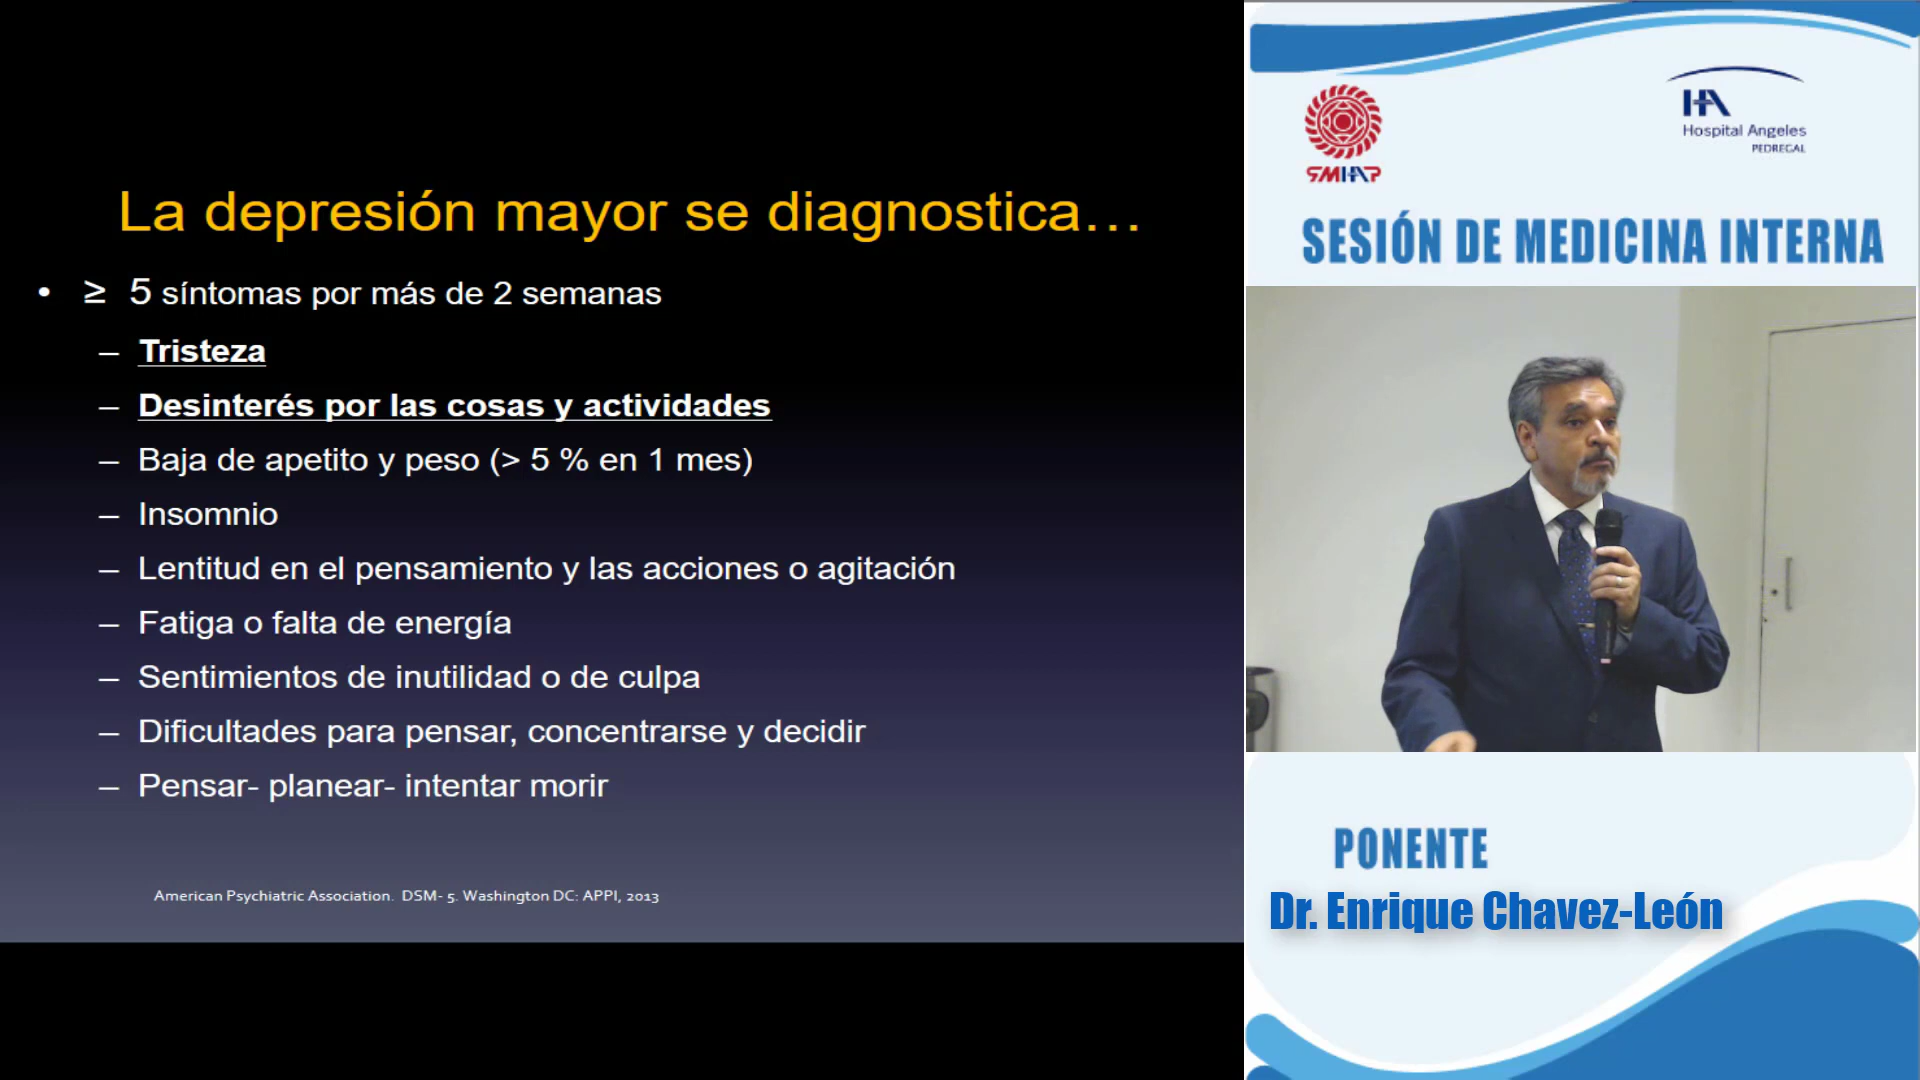 La depresión mayor se diagnostica…
• ≥ 5 síntomas por más de 2 semanas
– Tristeza
– Desinterés por las cosas y actividades
– Baja de apetito y peso (> 5 % en 1 mes)
– Insomnio
– Lentitud en el pensamiento y las acciones o agitación
– Fatiga o falta de energía
– Sentimientos de inutilidad o de culpa
– Dificultades para pensar, concentrarse y decidir
– Pensar- planear- intentar morir
American Psychiatric Association. DSM- 5. Washington DC: APPI, 2013
SMIHAP
HA
Hospital Angeles
PEDREGAL
SESIÓN DE MEDICINA INTERNA
PONENTE
Dr. Enrique Chavez-León